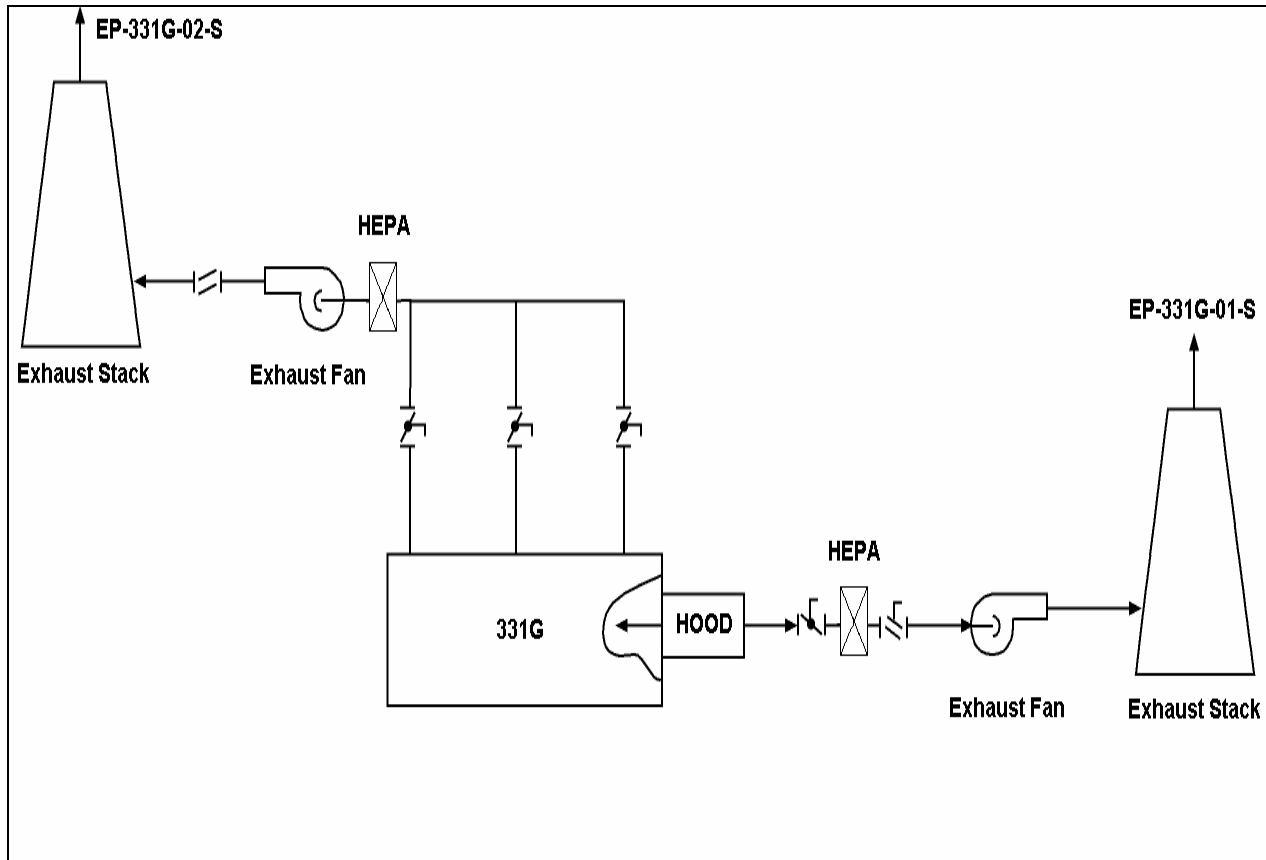 EP-331G-02-S
HEPA
Exhaust Stack
Exhaust Fan
EP-331G-01-S
HEPA
331G
HOOD
Exhaust Fan
Exhaust Stack